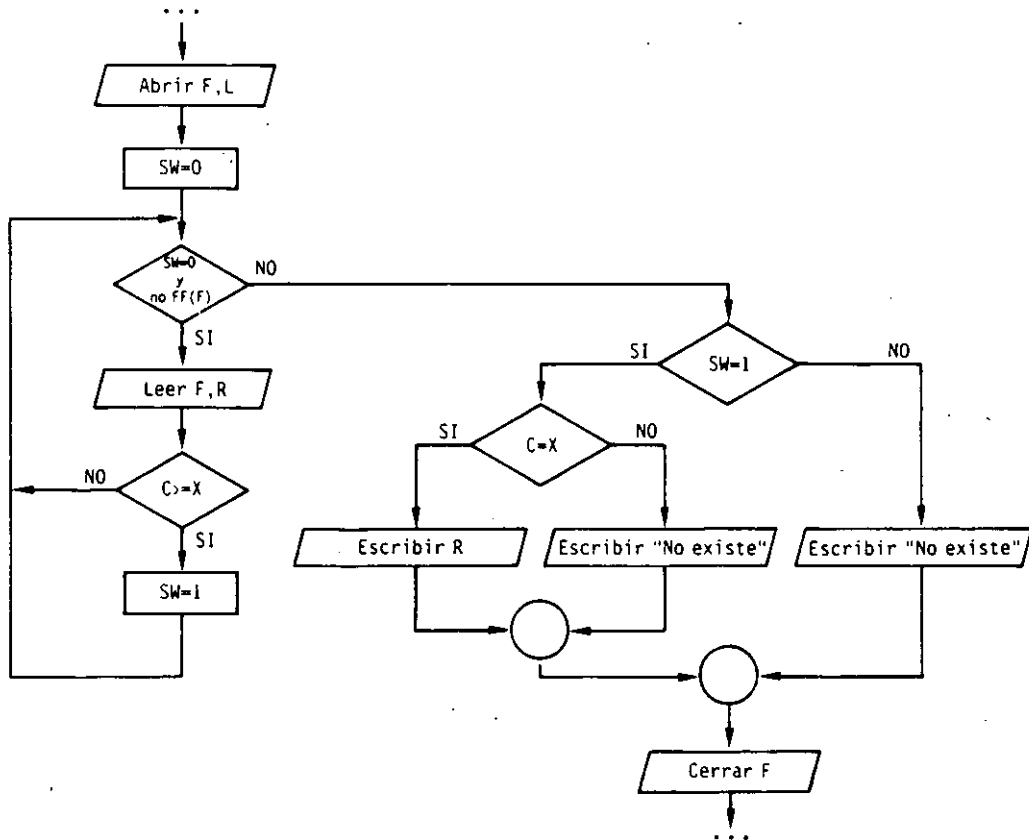 ...
Abrir F,L
SW=0
SW=0
y
no FF(F)
NO
SI
Leer F,R
C>=X
NO
SI
SW=1
SW=1
SI
NO
C=X
SI
NO
Escribir R
Escribir "No existe"
Escribir "No existe"
Cerrar F
...